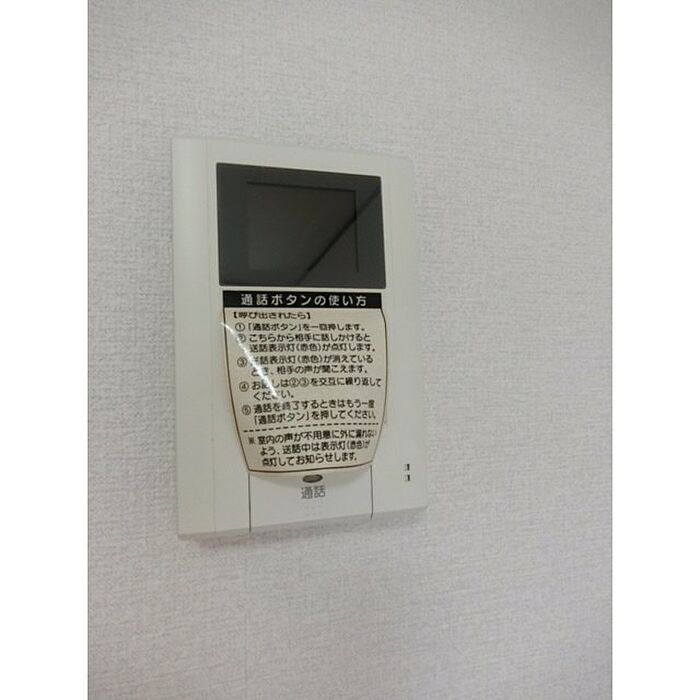 通話ボタンの使い方
【呼び出されたら】
①「通話ボタン」を一回押します。
②こちらから相手に話しかけると
送話表示灯(赤色)が点灯します。
③送話表示灯(赤色)が消えている
とき、相手の声が聞こえます。
④お話しは②③を交互に繰り返して
ください。
⑤通話を終了するときはもう一度
「通話ボタン」を押してください。
※室内の声が不用意に外に漏れない
よう、送話中は表示灯(赤色)が
点灯してお知らせします。
通話